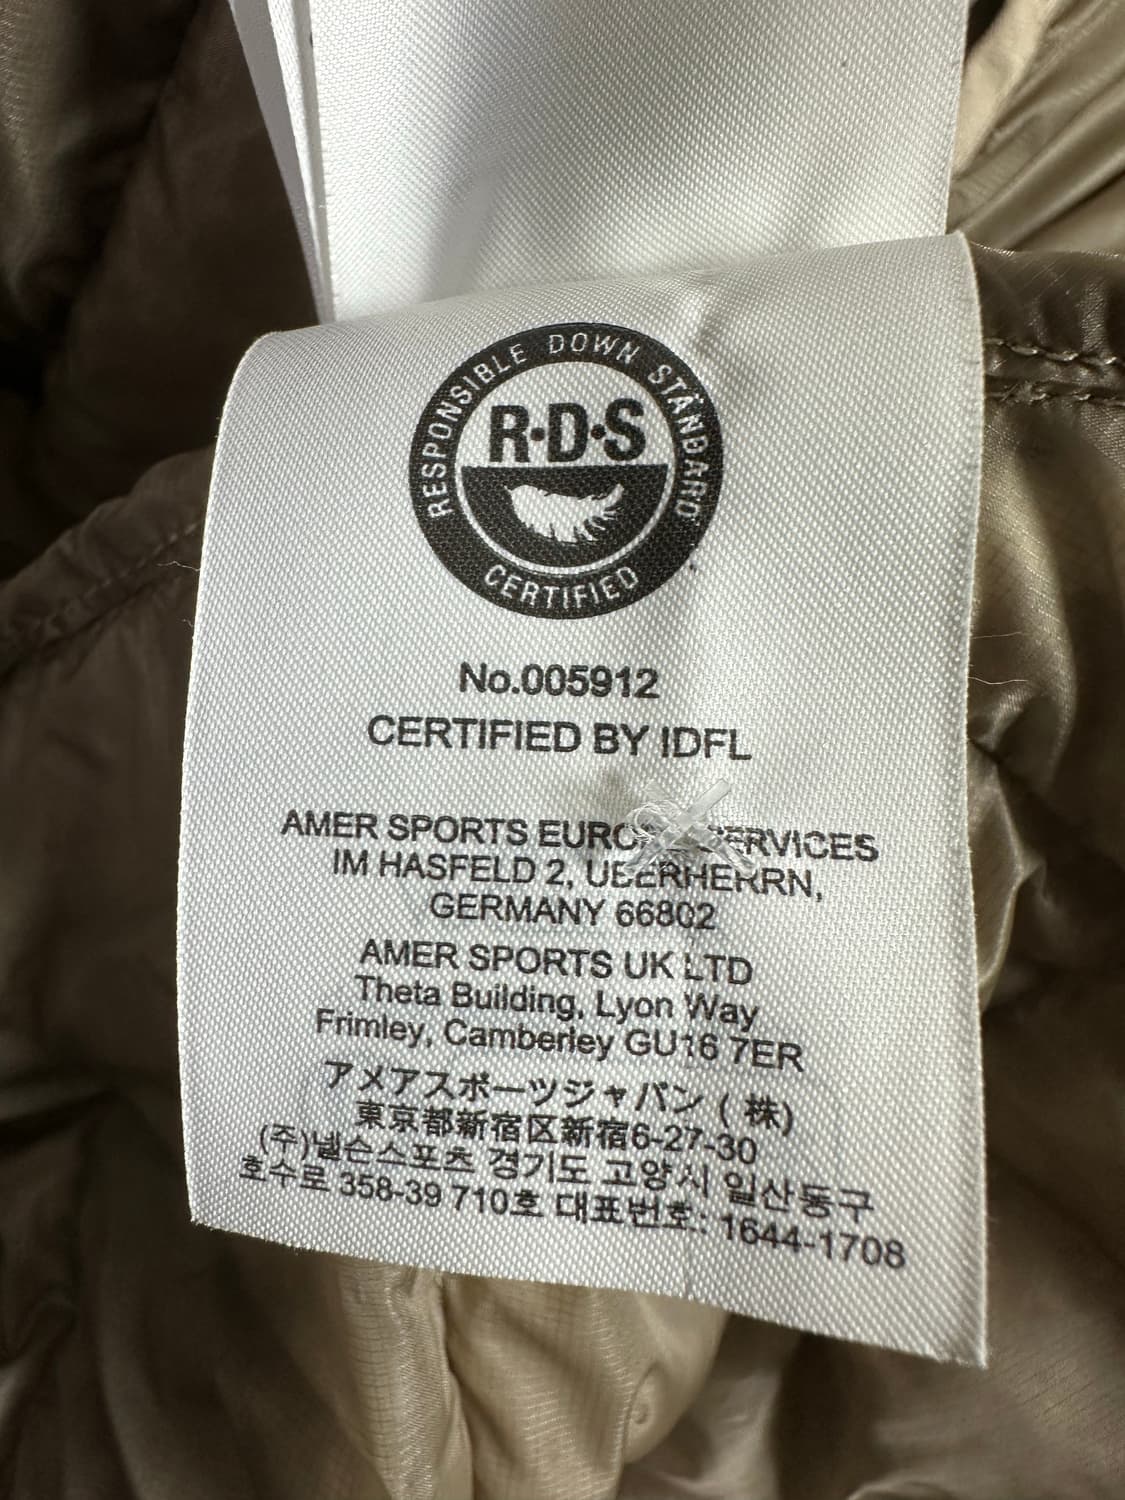 RESPONSIBLE DOWN STANDARD
R·D·S
CERTIFIED
No.005912
CERTIFIED BY IDFL
AMER SPORTS SERVICES
IM HASFELD 2, UBERHERRN,
GERMANY 66802
AMER SPORTS UK LTD
Theta Building, Lyon Way
Frimley, Camberley GU16 7ER
アメアスポーツジャパン (株)
東京都新宿区新宿6-27-30
(주)넬슨스포츠 경기도 고양시 일산동구
호수로 358-39 710호 대표번호: 1644-1708